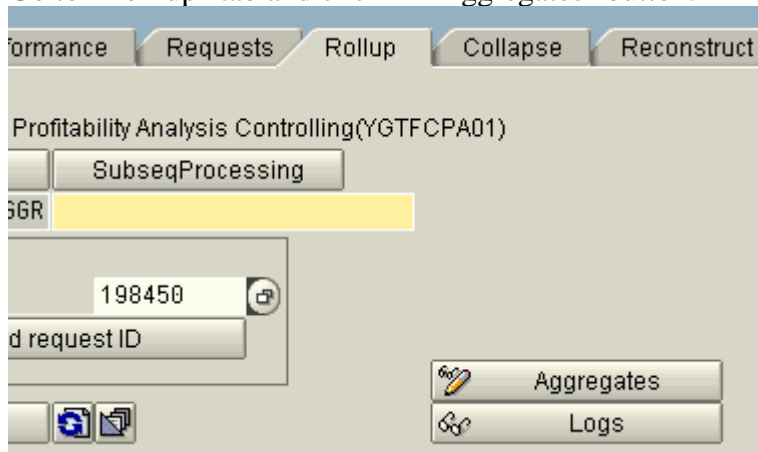 formance Requests Rollup Collapse Reconstruct
Profitability Analysis Controlling(YGTFCPA01)
SubseqProcessing
GGR
198450
d request ID
Aggregates
Logs